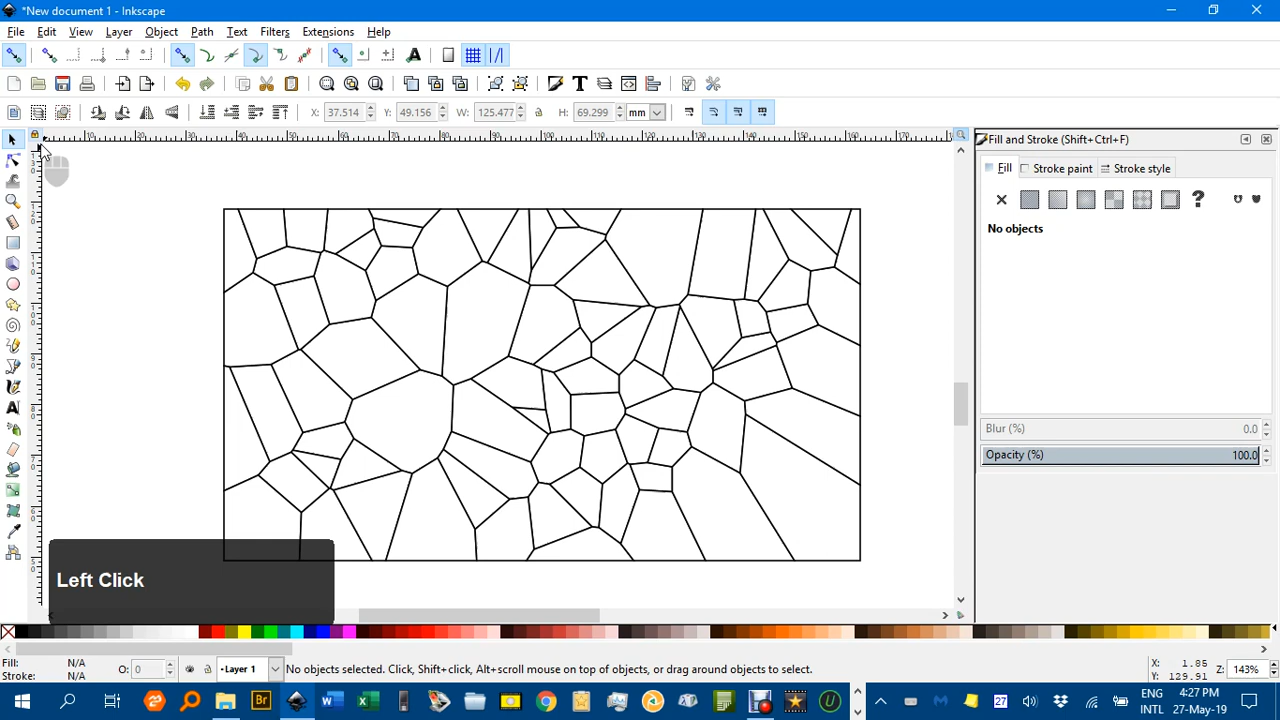 *New document 1 - Inkscape
File Edit View Layer Object Path Text Filters Extensions Help
X: 37.514 Y: 49.156 W: 125.477 H: 69.299 mm
Fill and Stroke (Shift+Ctrl+F)
Fill Stroke paint Stroke style
No objects
Blur (%) 0.0
Opacity (%) 100.0
Left Click
Fill: N/A
Stroke: N/A
O: 0
Layer 1
No objects selected. Click, Shift+click, Alt+scroll mouse on top of objects, or drag around objects to select.
X: 1.85
Y: 129.91
Z: 143%
ENG
INTL
4:27 PM
27-May-19